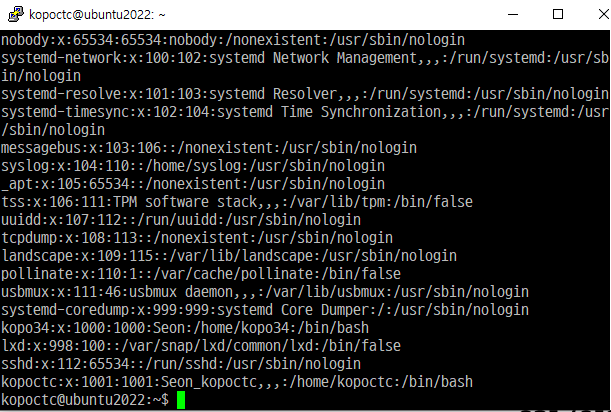 kopoctc@ubuntu2022: ~
nobody:x:65534:65534:nobody:/nonexistent:/usr/sbin/nologin
systemd-network:x:100:102:systemd Network Management,,,:/run/systemd:/usr/sb
in/nologin
systemd-resolve:x:101:103:systemd Resolver,,,:/run/systemd:/usr/sbin/nologin
systemd-timesync:x:102:104:systemd Time Synchronization,,,:/run/systemd:/usr
/sbin/nologin
messagebus:x:103:106::/nonexistent:/usr/sbin/nologin
syslog:x:104:110::/home/syslog:/usr/sbin/nologin
_apt:x:105:65534::/nonexistent:/usr/sbin/nologin
tss:x:106:111:TPM software stack,,,:/var/lib/tpm:/bin/false
uuidd:x:107:112::/run/uuidd:/usr/sbin/nologin
tcpdump:x:108:113::/nonexistent:/usr/sbin/nologin
landscape:x:109:115::/var/lib/landscape:/usr/sbin/nologin
pollinate:x:110:1::/var/cache/pollinate:/bin/false
usbmux:x:111:46:usbmux daemon,,,:/var/lib/usbmux:/usr/sbin/nologin
systemd-coredump:x:999:999:systemd Core Dumper:/:/usr/sbin/nologin
kopo34:x:1000:1000:Seon:/home/kopo34:/bin/bash
lxd:x:998:100::/var/snap/lxd/common/lxd:/bin/false
sshd:x:112:65534::/run/sshd:/usr/sbin/nologin
kopoctc:x:1001:1001:Seon_kopoctc,,,:/home/kopoctc:/bin/bash
kopoctc@ubuntu2022:~$